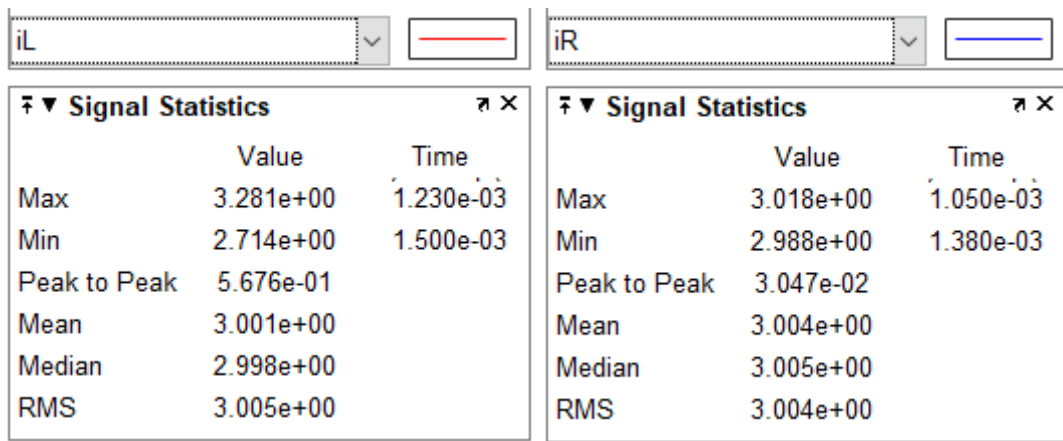 iL
Signal Statistics
Value Time
Max 3.281e+00 1.230e-03
Min 2.714e+00 1.500e-03
Peak to Peak 5.676e-01
Mean 3.001e+00
Median 2.998e+00
RMS 3.005e+00
iR
Signal Statistics
Value Time
Max 3.018e+00 1.050e-03
Min 2.988e+00 1.380e-03
Peak to Peak 3.047e-02
Mean 3.004e+00
Median 3.005e+00
RMS 3.004e+00